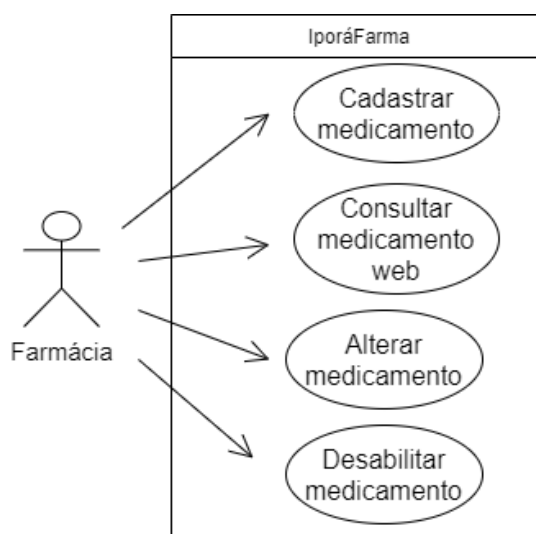 IporáFarma
Cadastrar
medicamento
Consultar
medicamento
web
Farmácia
Alterar
medicamento
Desabilitar
medicamento